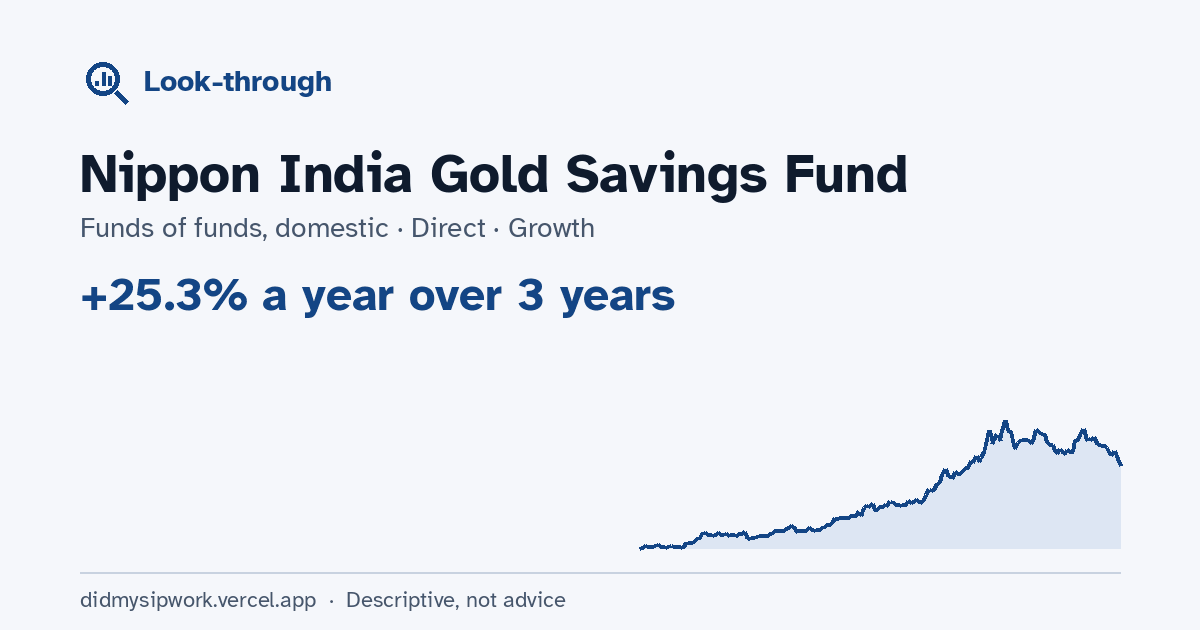 Look-through
Nippon India Gold Savings Fund
Funds of funds, domestic · Direct · Growth
+25.3% a year over 3 years
didmysipwork.vercel.app · Descriptive, not advice